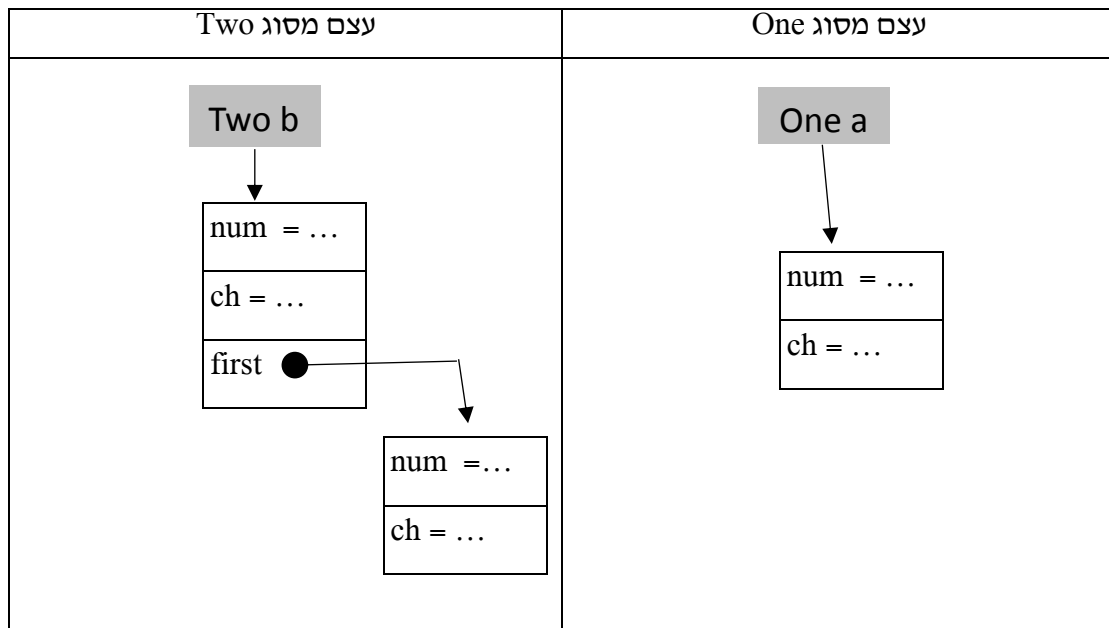 עצם מסוג One
עצם מסוג Two
One a
num = …
ch = …
Two b
num = …
ch = …
first
num =…
ch = …